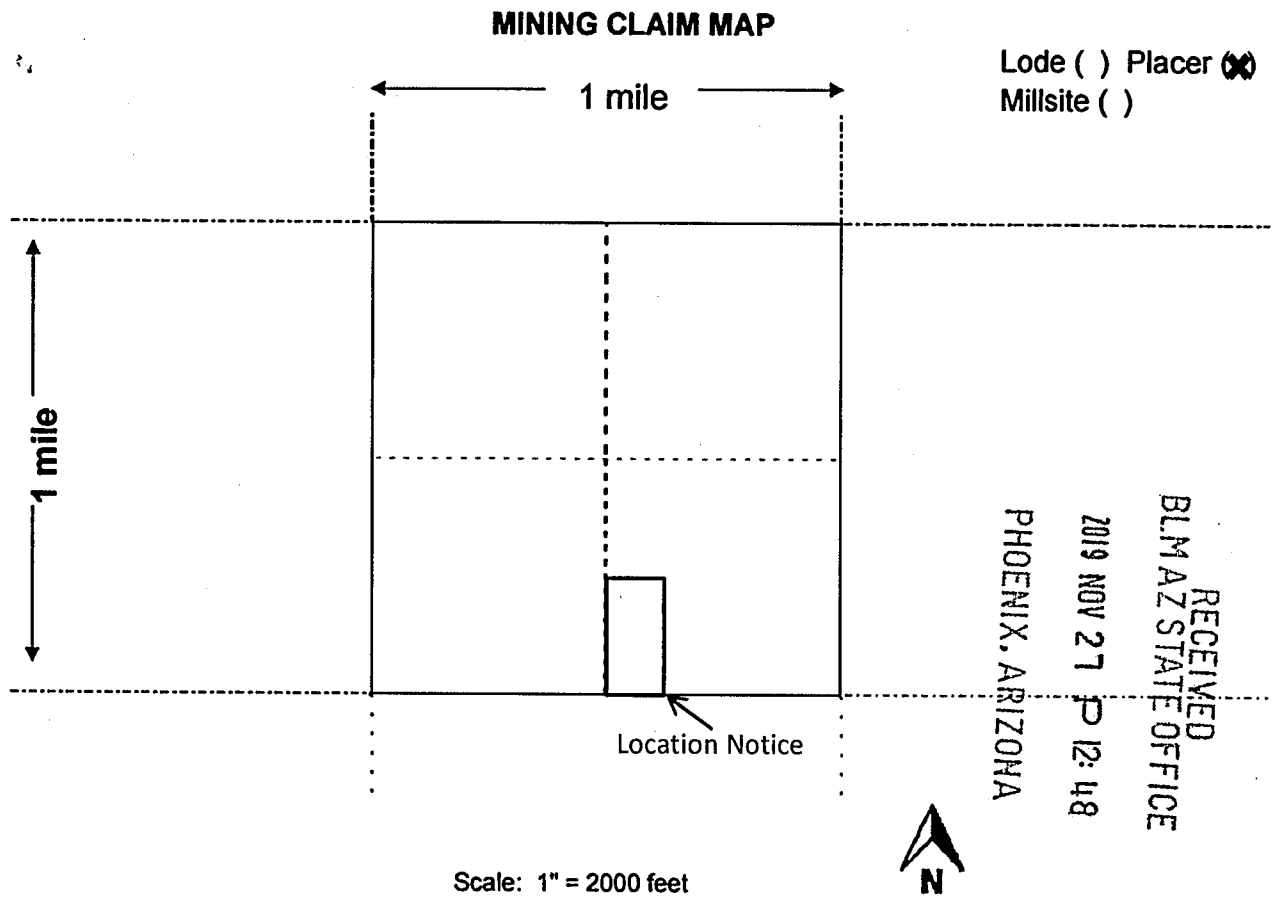 MINING CLAIM MAP
Lode ( ) Placer (X)
Millsite ( )
1 mile
1 mile
RECEIVED
BLM AZ STATE OFFICE
2019 NOV 27 P 12:48
PHOENIX, ARIZONA
Location Notice
Scale: 1" = 2000 feet
N